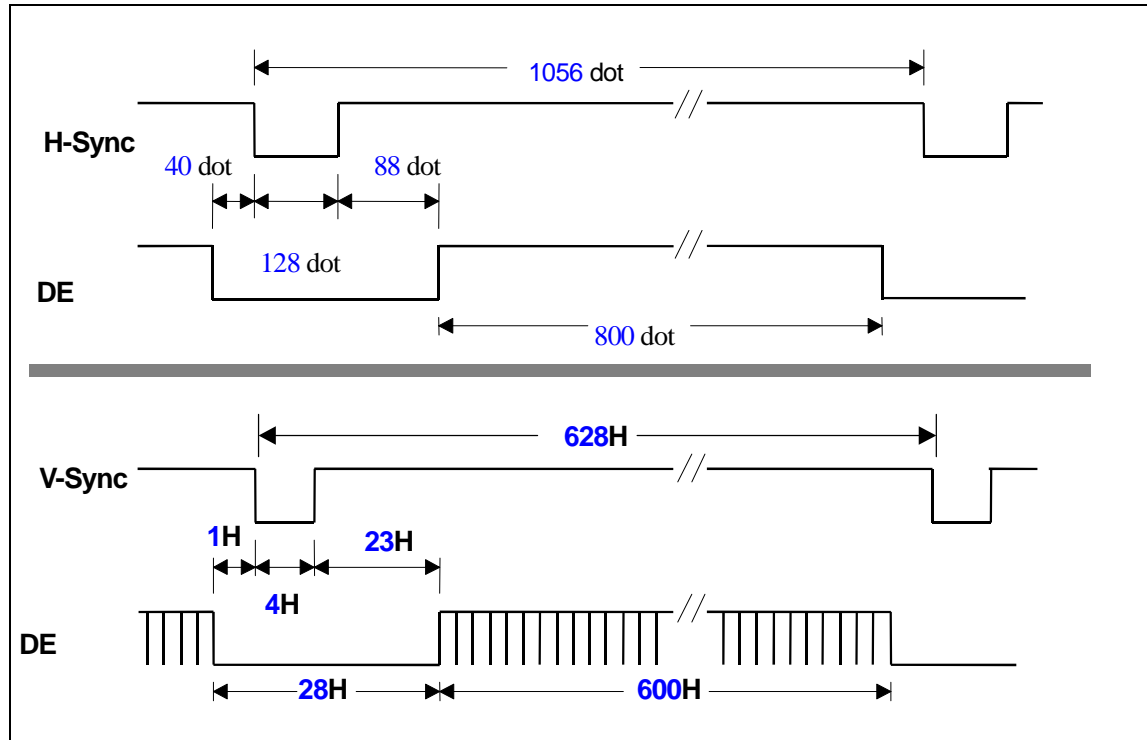 1056 dot
H-Sync
40 dot
88 dot
128 dot
DE
800 dot
628H
V-Sync
1H
23H
4H
DE
28H
600H